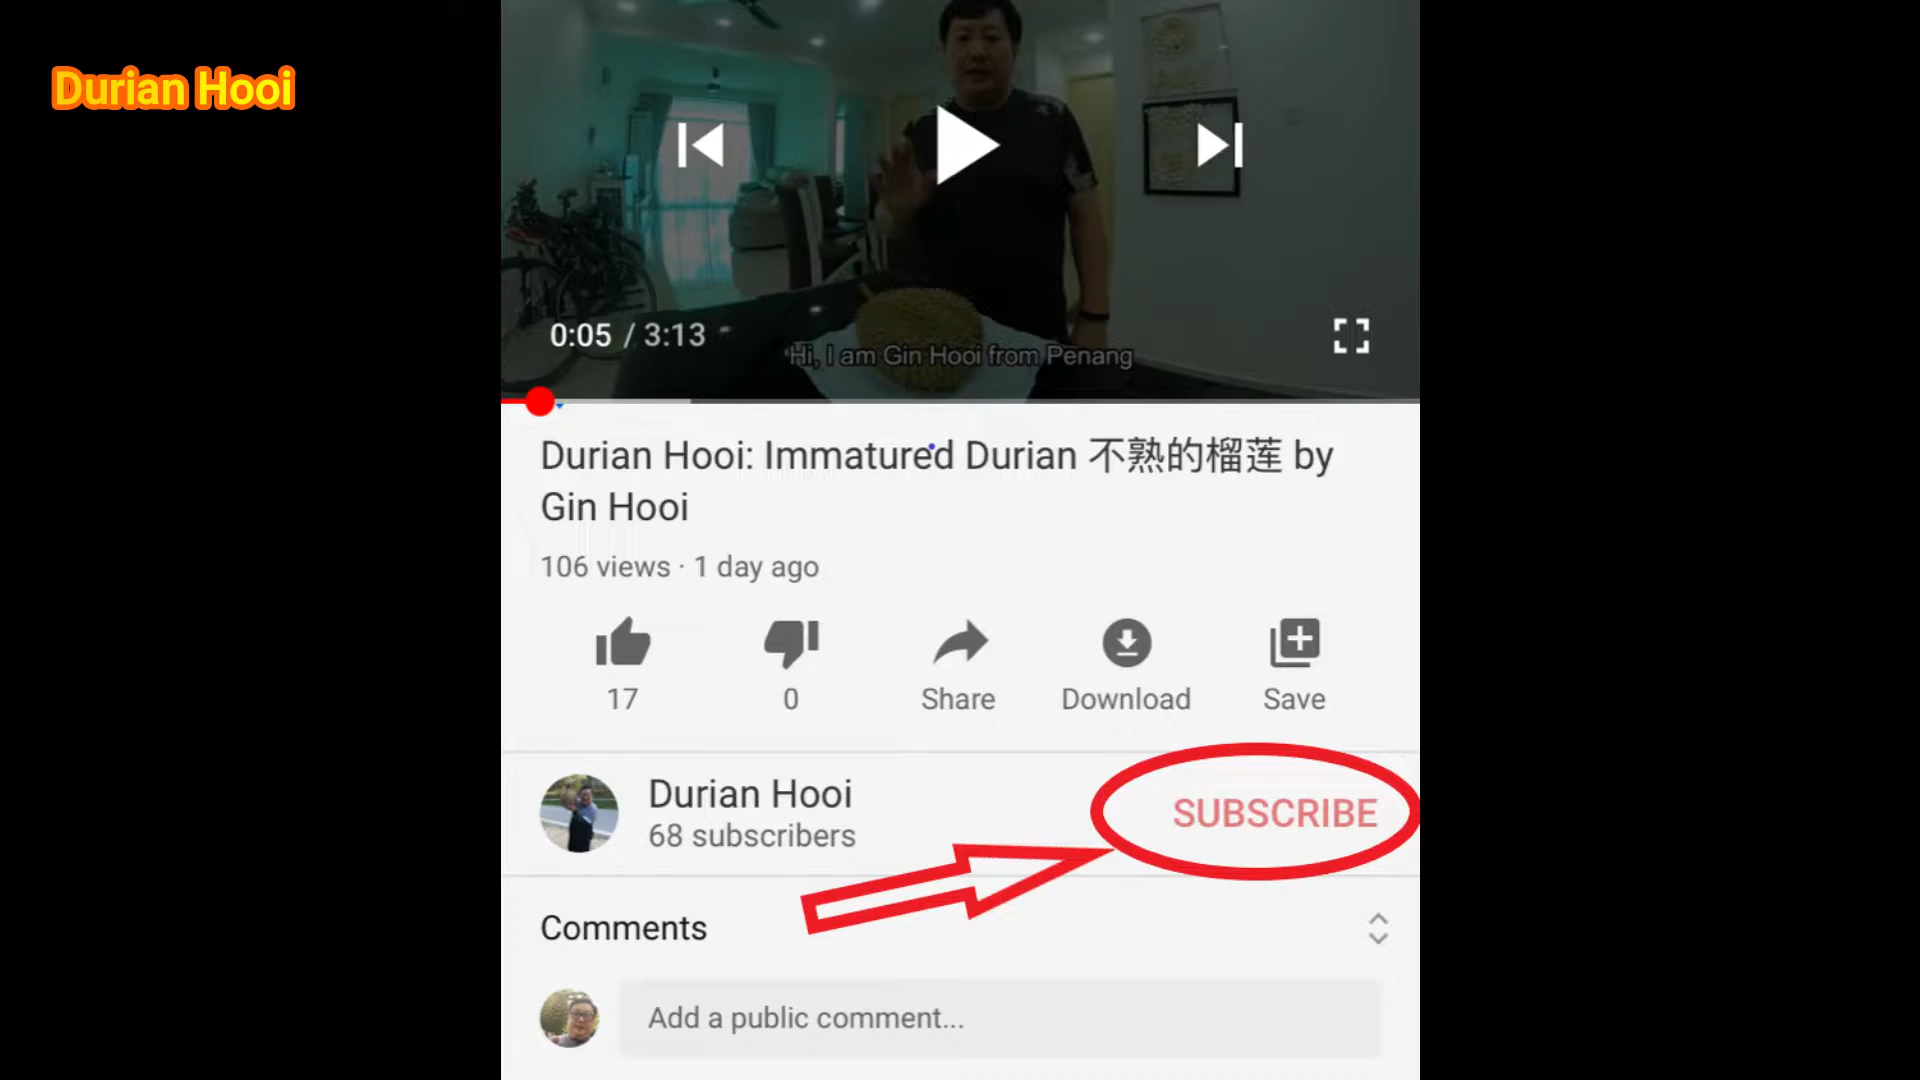 Durian Hooi
0:05 / 3:13
Hi, I am Gin Hooi from Penang
Durian Hooi: Immatured Durian 不熟的榴莲 by
Gin Hooi
106 views · 1 day ago
17
0
Share
Download
Save
Durian Hooi
68 subscribers
SUBSCRIBE
Comments
Add a public comment...